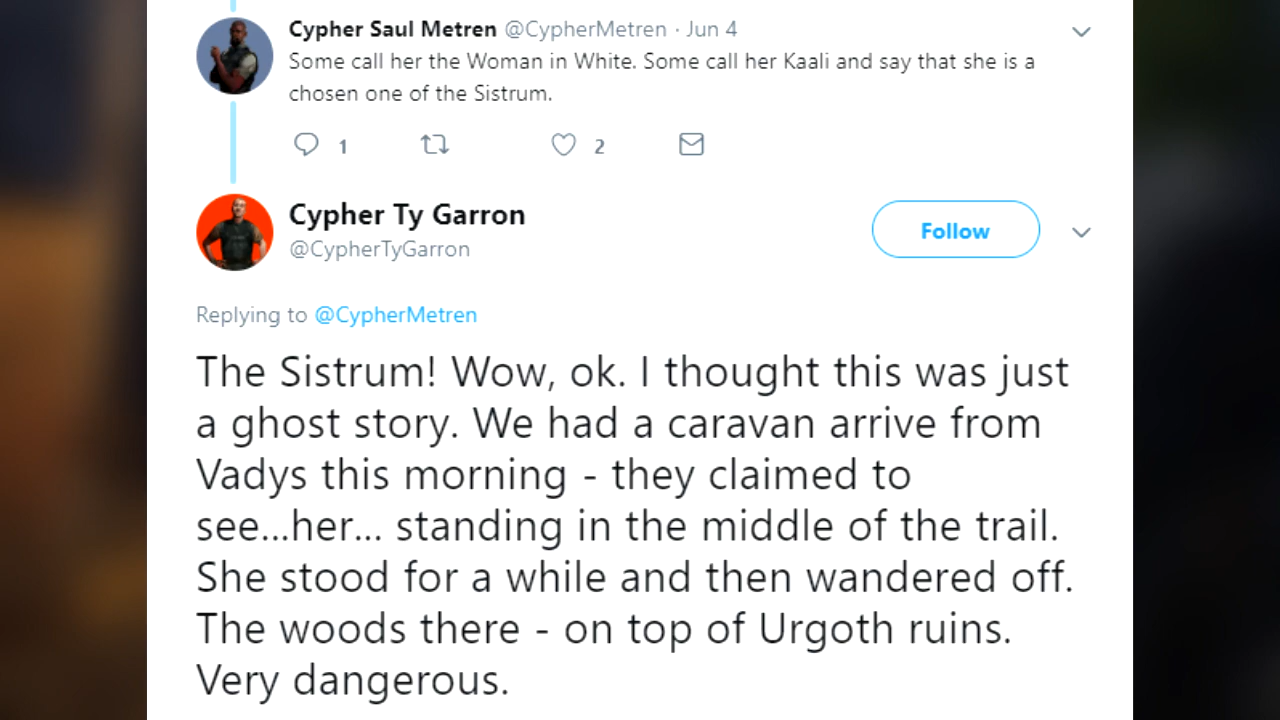 Cypher Saul Metren @CypherMetren · Jun 4
Some call her the Woman in White. Some call her Kaali and say that she is a
chosen one of the Sistrum.
1 2
Cypher Ty Garron
@CypherTyGarron
Follow
Replying to @CypherMetren
The Sistrum! Wow, ok. I thought this was just
a ghost story. We had a caravan arrive from
Vadys this morning - they claimed to
see...her... standing in the middle of the trail.
She stood for a while and then wandered off.
The woods there - on top of Urgoth ruins.
Very dangerous.